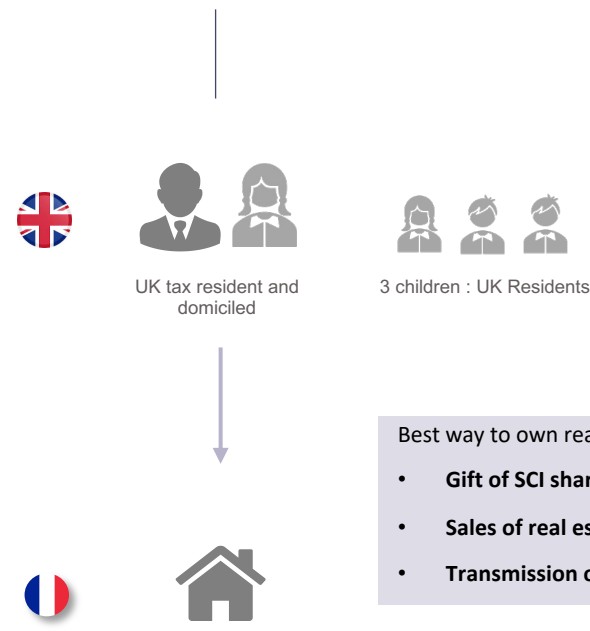 UK tax resident and
domiciled
3 children : UK Residents
Best way to own rea
• Gift of SCI shar
• Sales of real es
• Transmission o